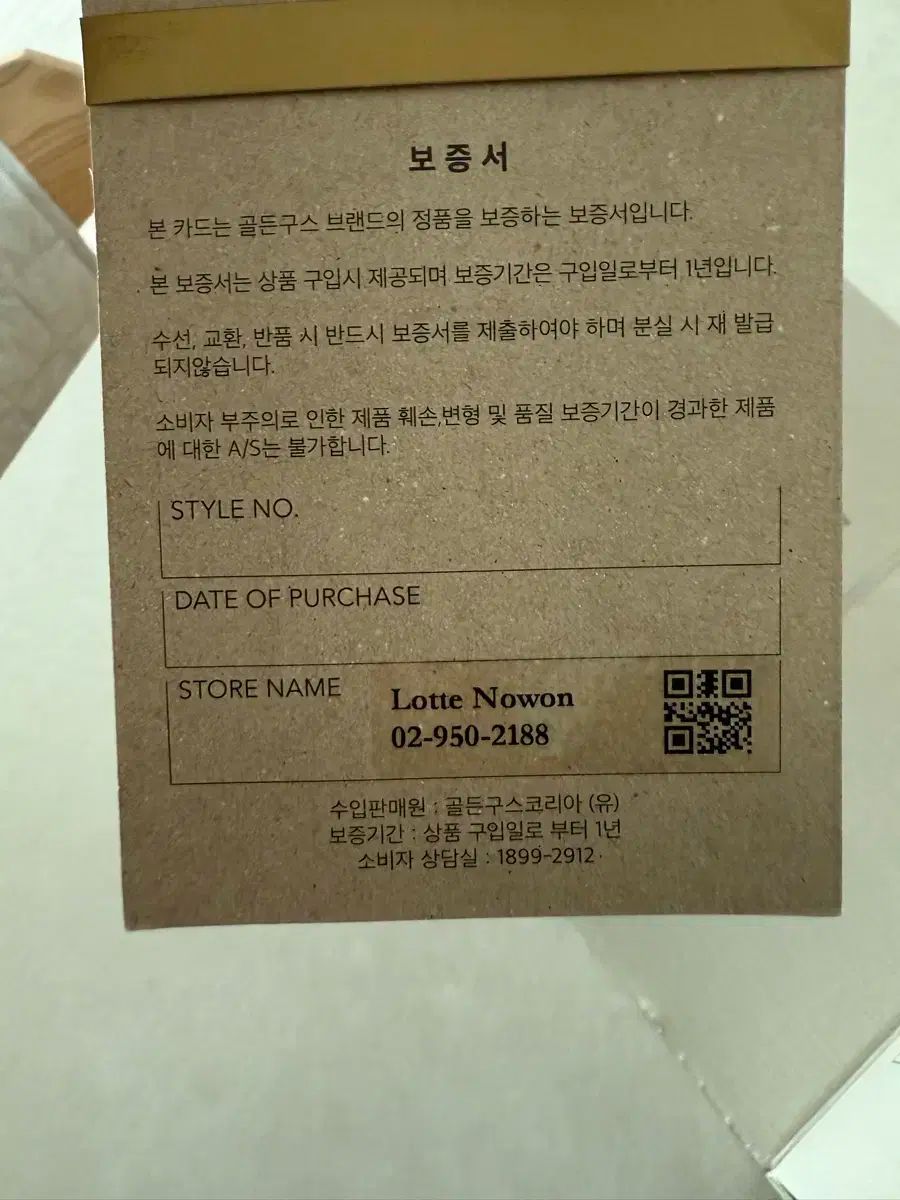 보증서
본 카드는 골든구스 브랜드의 정품을 보증하는 보증서입니다.
본 보증서는 상품 구입시 제공되며 보증기간은 구입일로부터 1년입니다.
수선, 교환, 반품 시 반드시 보증서를 제출하여야 하며 분실 시 재 발급
되지않습니다.
소비자 부주의로 인한 제품 훼손,변형 및 품질 보증기간이 경과한 제품
에 대한 A/S는 불가합니다.
STYLE NO.
DATE OF PURCHASE
STORE NAME
Lotte Nowon
02-950-2188
수입판매원 : 골든구스코리아 (유)
보증기간 : 상품 구입일로 부터 1년
소비자 상담실 : 1899-2912